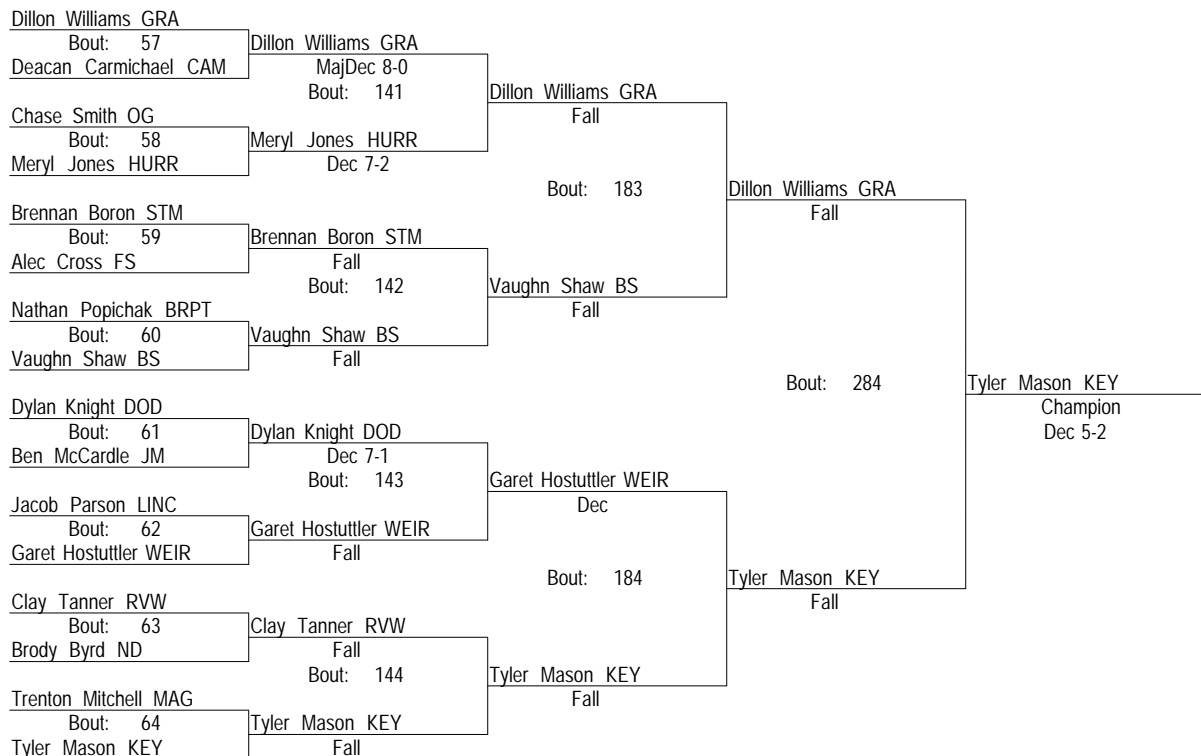 Dillon Williams GRA
Bout: 57
Dillon Williams GRA
Deacan Carmichael CAM
MajDec 8-0
Bout: 141
Dillon Williams GRA
Chase Smith OG
Fall
Bout: 58
Meryl Jones HURR
Meryl Jones HURR
Dec 7-2
Bout: 183
Dillon Williams GRA
Brennan Boron STM
Fall
Bout: 59
Brennan Boron STM
Alec Cross FS
Fall
Bout: 142
Vaughn Shaw BS
Nathan Popichak BRPT
Fall
Bout: 60
Vaughn Shaw BS
Vaughn Shaw BS
Fall
Bout: 284
Tyler Mason KEY
Dylan Knight DOD
Champion
Bout: 61
Dylan Knight DOD
Dec 5-2
Ben McCardle JM
Dec 7-1
Bout: 143
Garet Hostuttler WEIR
Jacob Parson LINC
Dec
Bout: 62
Garet Hostuttler WEIR
Garet Hostuttler WEIR
Fall
Bout: 184
Tyler Mason KEY
Clay Tanner RVW
Fall
Bout: 63
Clay Tanner RVW
Brody Byrd ND
Fall
Bout: 144
Tyler Mason KEY
Trenton Mitchell MAG
Fall
Bout: 64
Tyler Mason KEY
Tyler Mason KEY
Fall